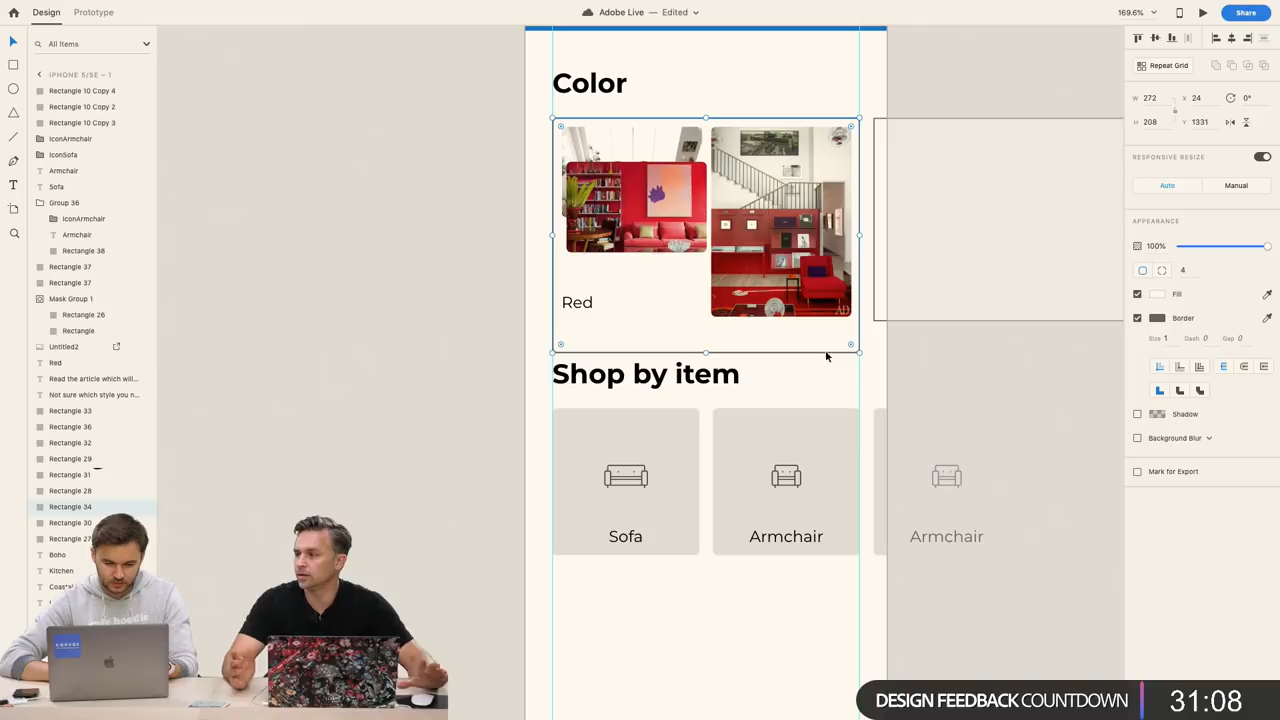 Design
Prototype
Adobe Live — Edited
169.6%
Share
All Items
IPHONE 5/SE – 1
Rectangle 10 Copy 4
Rectangle 10 Copy 2
Rectangle 10 Copy 3
IconArmchair
IconSofa
Armchair
Sofa
Group 36
IconArmchair
Armchair
Rectangle 38
Rectangle 37
Rectangle 37
Mask Group 1
Rectangle 26
Rectangle
Untitled2
Red
Read the article which will...
Not sure which style you n...
Rectangle 33
Rectangle 36
Rectangle 32
Rectangle 29
Rectangle 31
Rectangle 28
Rectangle 34
Rectangle 30
Rectangle 27
Boho
Kitchen
Color
Red
AD
Shop by item
Sofa
Armchair
Armchair
Repeat Grid
W 272 X 24 0°
H 208 Y 1331
RESPONSIVE RESIZE
Auto
Manual
APPEARANCE
100%
4
Fill
Border
Size 1 Dash 0 Gap 0
Shadow
Background Blur
Mark for Export
DESIGN FEEDBACK COUNTDOWN
31:08